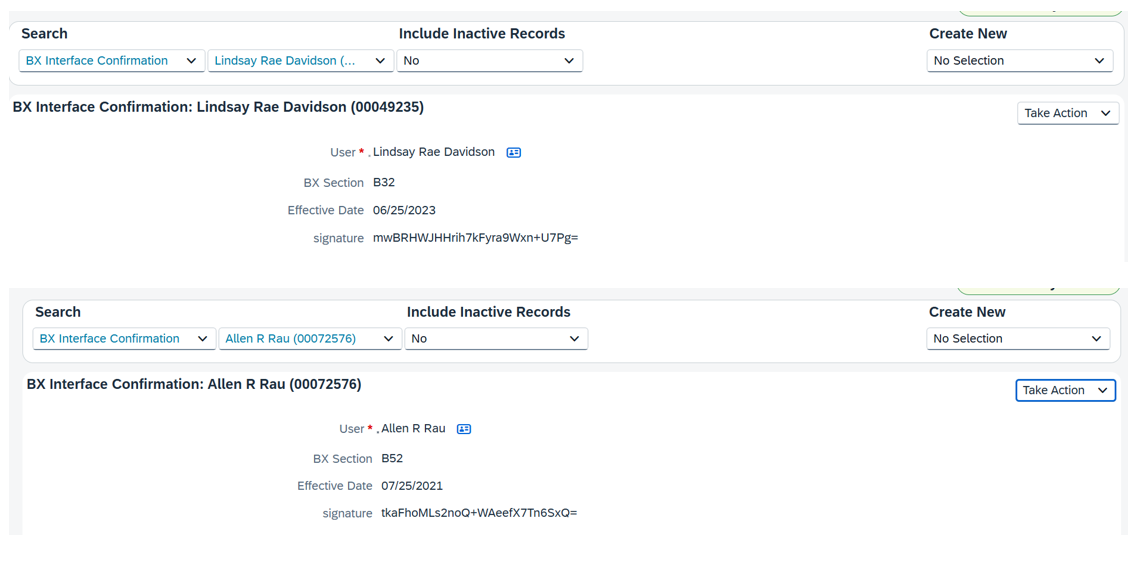 Search Include Inactive Records Create New
BX Interface Confirmation Lindsay Rae Davidson (... No No Selection
BX Interface Confirmation: Lindsay Rae Davidson (00049235)
Take Action
User * . Lindsay Rae Davidson
BX Section B32
Effective Date 06/25/2023
signature mwBRHWJHHrih7kFyra9Wxn+U7Pg=
Search Include Inactive Records Create New
BX Interface Confirmation Allen R Rau (00072576) No No Selection
BX Interface Confirmation: Allen R Rau (00072576)
Take Action
User * . Allen R Rau
BX Section B52
Effective Date 07/25/2021
signature tkaFhoMLs2noQ+WAeefX7Tn6SxQ=